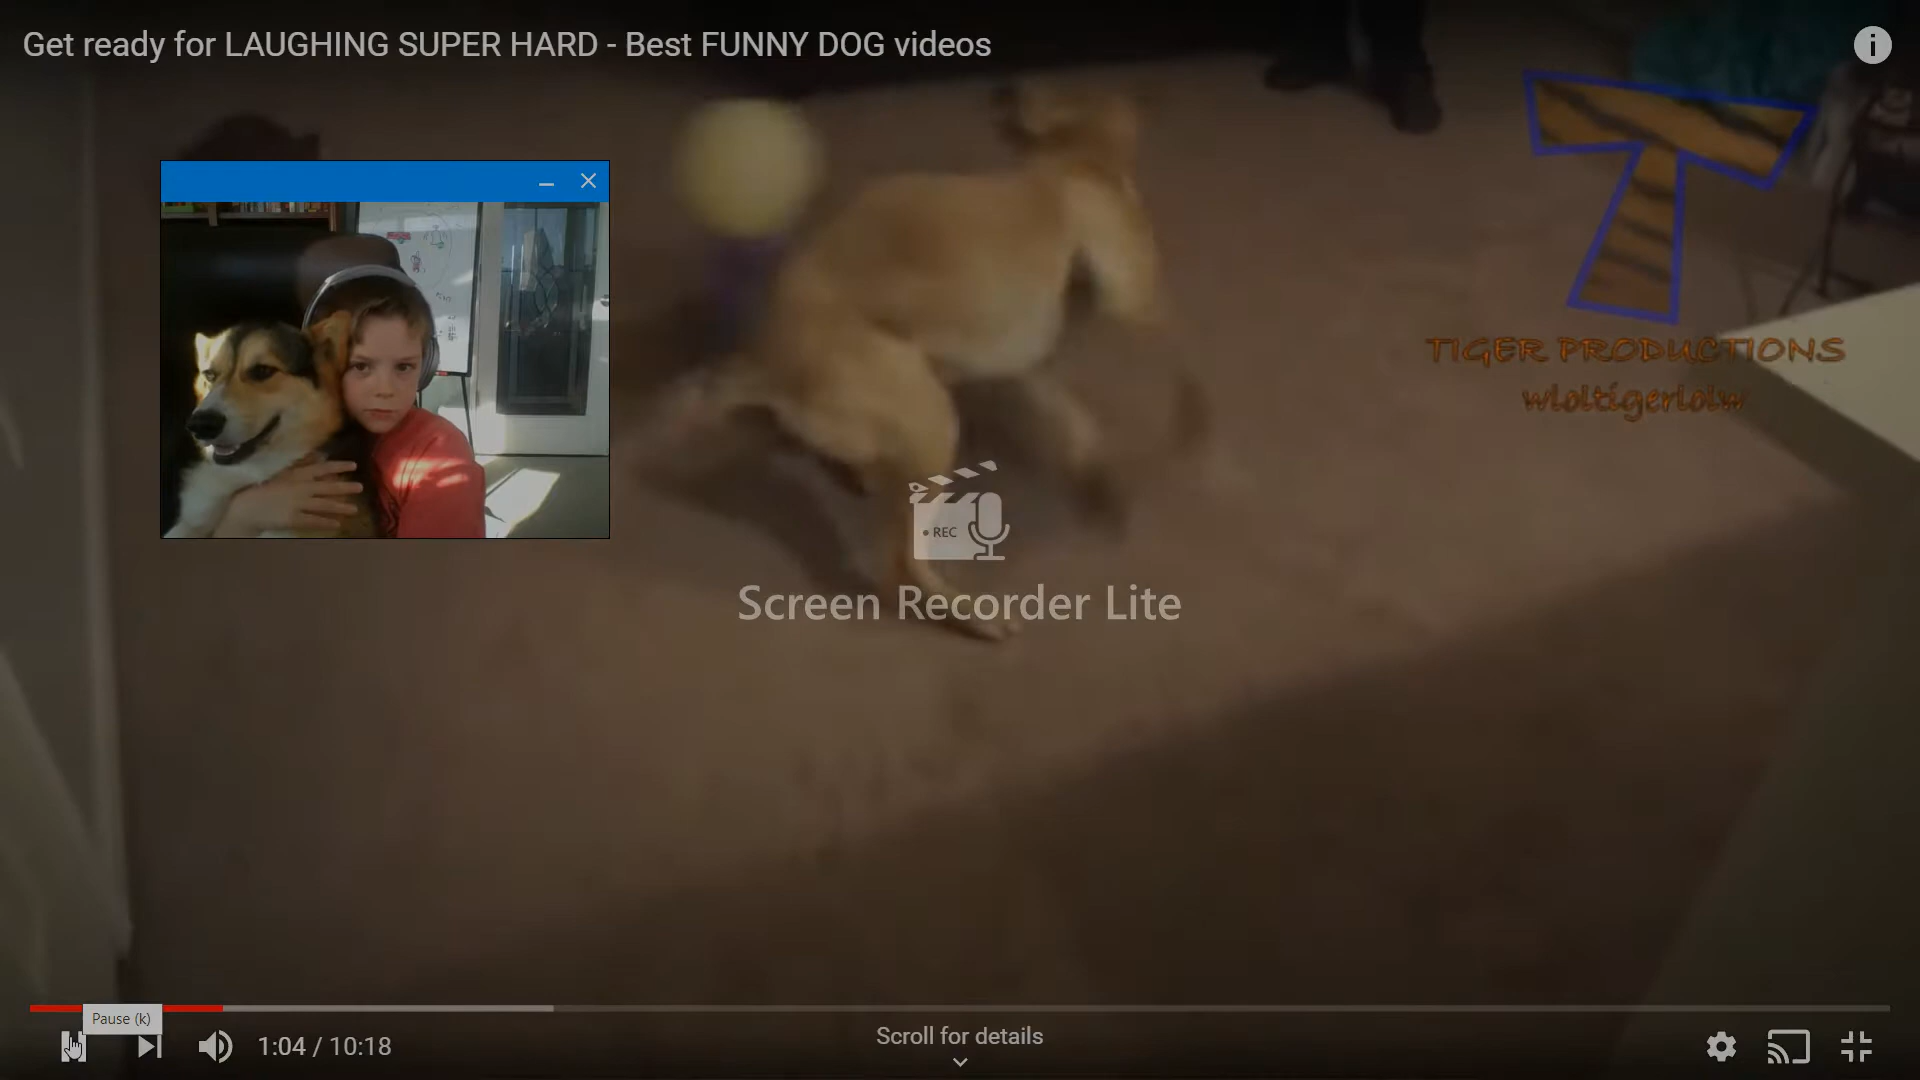 Get ready for LAUGHING SUPER HARD - Best FUNNY DOG videos
TIGER PRODUCTIONS
wloltigerlolw
REC
Screen Recorder Lite
Pause (k)
1:04 / 10:18
Scroll for details